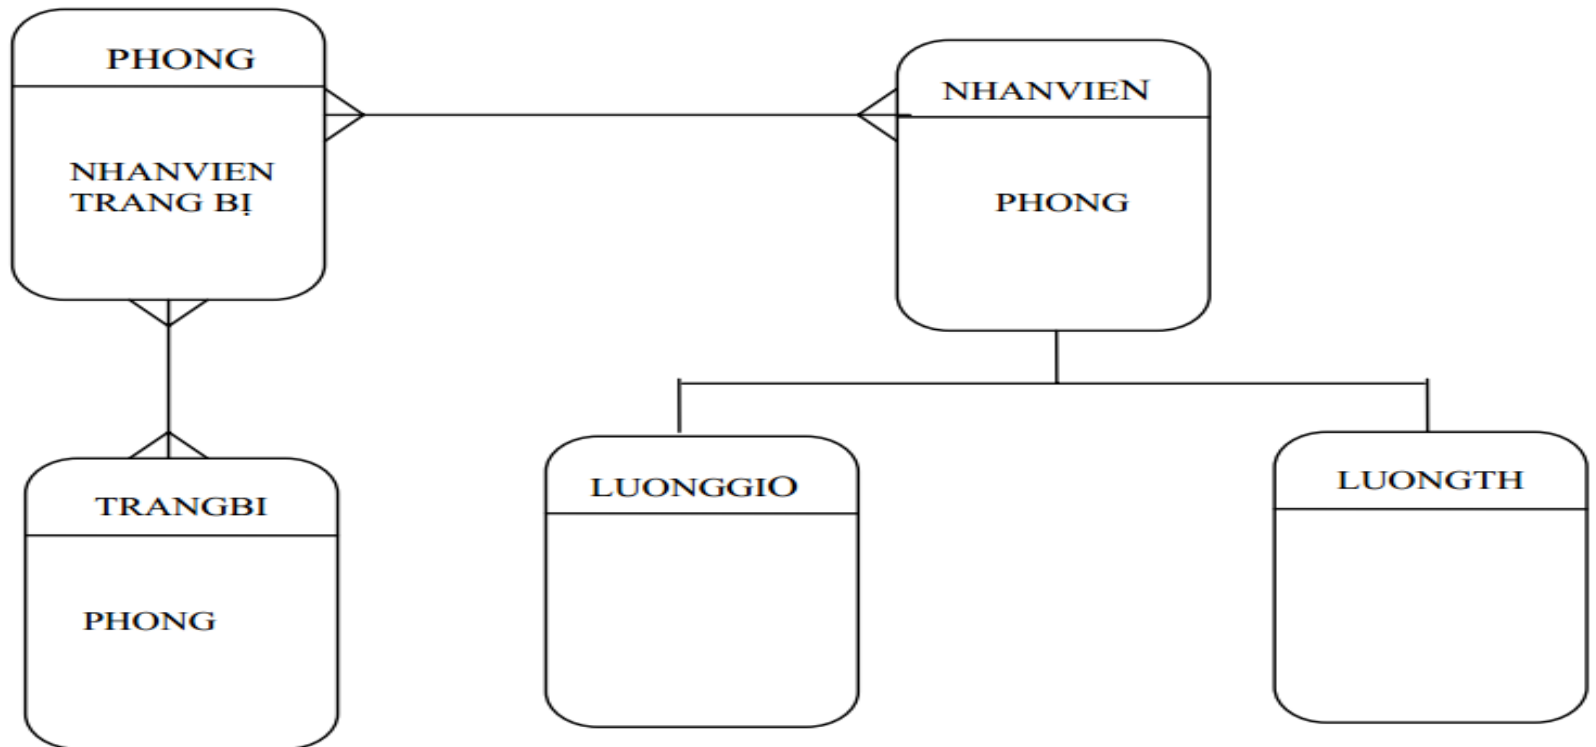 PHONG
NHANVIEN
TRANG BỊ
NHANVIEN
PHONG
TRANGBI
PHONG
LUONGGIO
LUONGTH